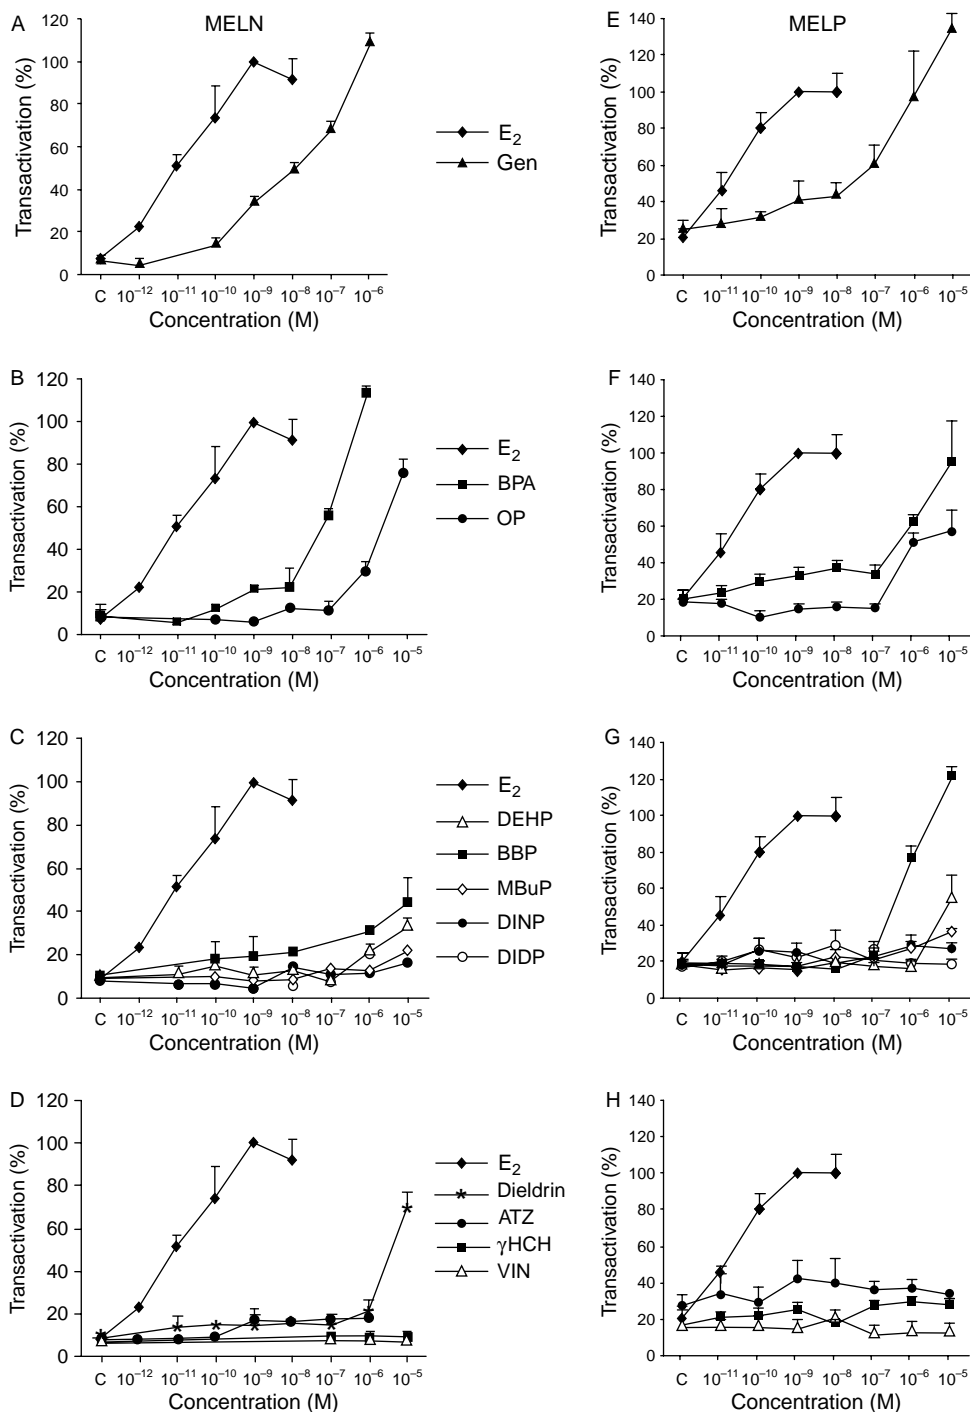 A
MELN
120
100
80
60
40
20
0
Transactivation (%)
C 10⁻¹² 10⁻¹¹ 10⁻¹⁰ 10⁻⁹ 10⁻⁸ 10⁻⁷ 10⁻⁶
Concentration (M)
E₂
Gen
E
MELP
140
120
100
80
60
40
20
0
Transactivation (%)
C 10⁻¹¹ 10⁻¹⁰ 10⁻⁹ 10⁻⁸ 10⁻⁷ 10⁻⁶ 10⁻⁵
Concentration (M)
B
120
100
80
60
40
20
0
Transactivation (%)
C 10⁻¹² 10⁻¹¹ 10⁻¹⁰ 10⁻⁹ 10⁻⁸ 10⁻⁷ 10⁻⁶ 10⁻⁵
Concentration (M)
E₂
BPA
OP
F
140
120
100
80
60
40
20
0
Transactivation (%)
C 10⁻¹¹ 10⁻¹⁰ 10⁻⁹ 10⁻⁸ 10⁻⁷ 10⁻⁶ 10⁻⁵
Concentration (M)
C
120
100
80
60
40
20
0
Transactivation (%)
C 10⁻¹² 10⁻¹¹ 10⁻¹⁰ 10⁻⁹ 10⁻⁸ 10⁻⁷ 10⁻⁶ 10⁻⁵
Concentration (M)
E₂
DEHP
BBP
MBuP
DINP
DIDP
G
140
120
100
80
60
40
20
0
Transactivation (%)
C 10⁻¹¹ 10⁻¹⁰ 10⁻⁹ 10⁻⁸ 10⁻⁷ 10⁻⁶ 10⁻⁵
Concentration (M)
D
120
100
80
60
40
20
0
Transactivation (%)
C 10⁻¹² 10⁻¹¹ 10⁻¹⁰ 10⁻⁹ 10⁻⁸ 10⁻⁷ 10⁻⁶ 10⁻⁵
Concentration (M)
E₂
Dieldrin
ATZ
γHCH
VIN
H
140
120
100
80
60
40
20
0
Transactivation (%)
C 10⁻¹¹ 10⁻¹⁰ 10⁻⁹ 10⁻⁸ 10⁻⁷ 10⁻⁶ 10⁻⁵
Concentration (M)